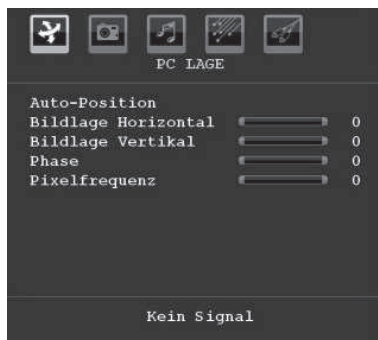 PC LAGE
Auto-Position
Bildlage Horizontal 0
Bildlage Vertikal 0
Phase 0
Pixelfrequenz 0
Kein Signal